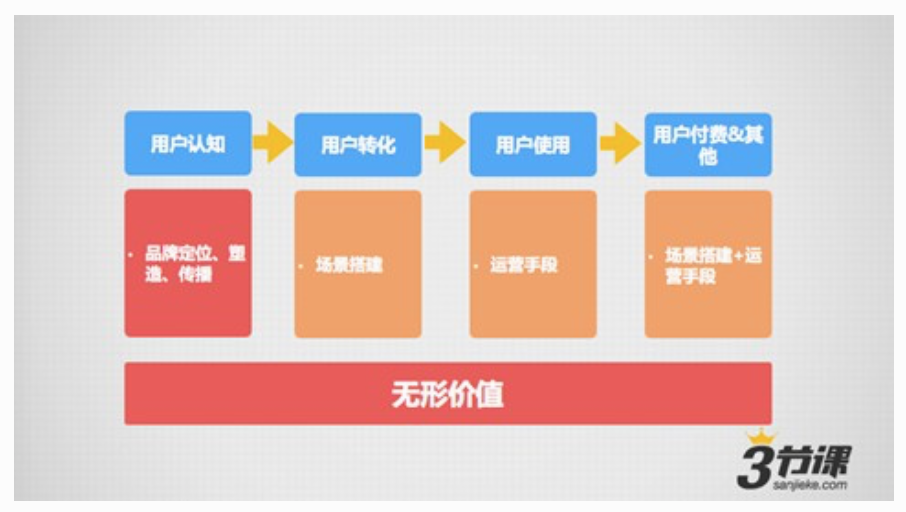 用户认知
用户转化
用户使用
用户付费&其
他
· 品牌定位、塑
造、传播
· 场景搭建
· 运营手段
· 场景搭建+运
营手段
无形价值
3节课
sanjieke.com